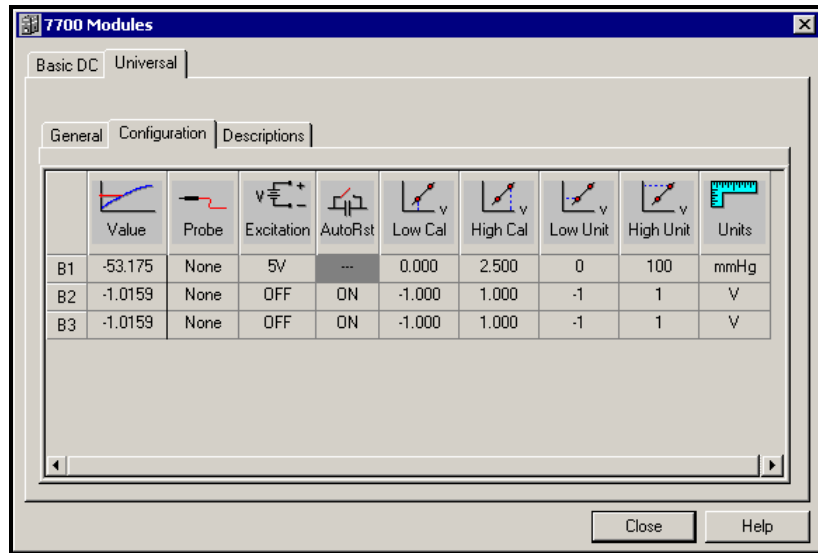 7700 Modules
Basic DC Universal
General Configuration Descriptions
V + -
V V V V
Value Probe Excitation AutoRst Low Cal High Cal Low Unit High Unit Units
B1 -53.175 None 5V --- 0.000 2.500 0 100 mmHg
B2 -1.0159 None OFF ON -1.000 1.000 -1 1 V
B3 -1.0159 None OFF ON -1.000 1.000 -1 1 V
Close Help